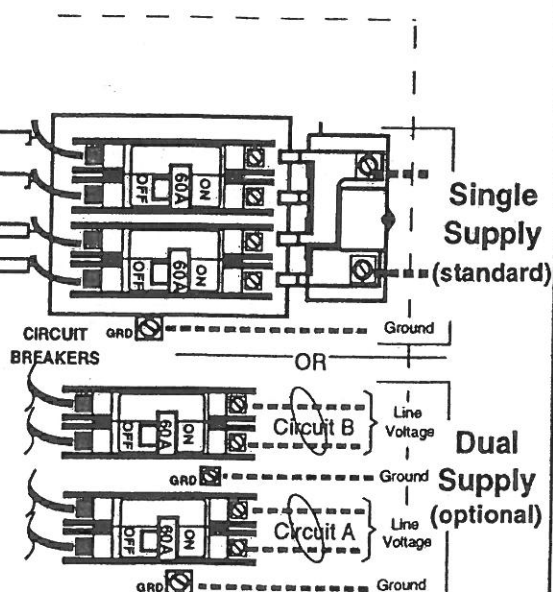 OFF 60A ON
OFF 60A ON
Single
Supply
(standard)
GRD
Ground
CIRCUIT
BREAKERS
OR
OFF 60A ON
Circuit B
Line
Voltage
GRD
Ground
Dual
Supply
(optional)
OFF 60A ON
Circuit A
Line
Voltage
GRD
Ground